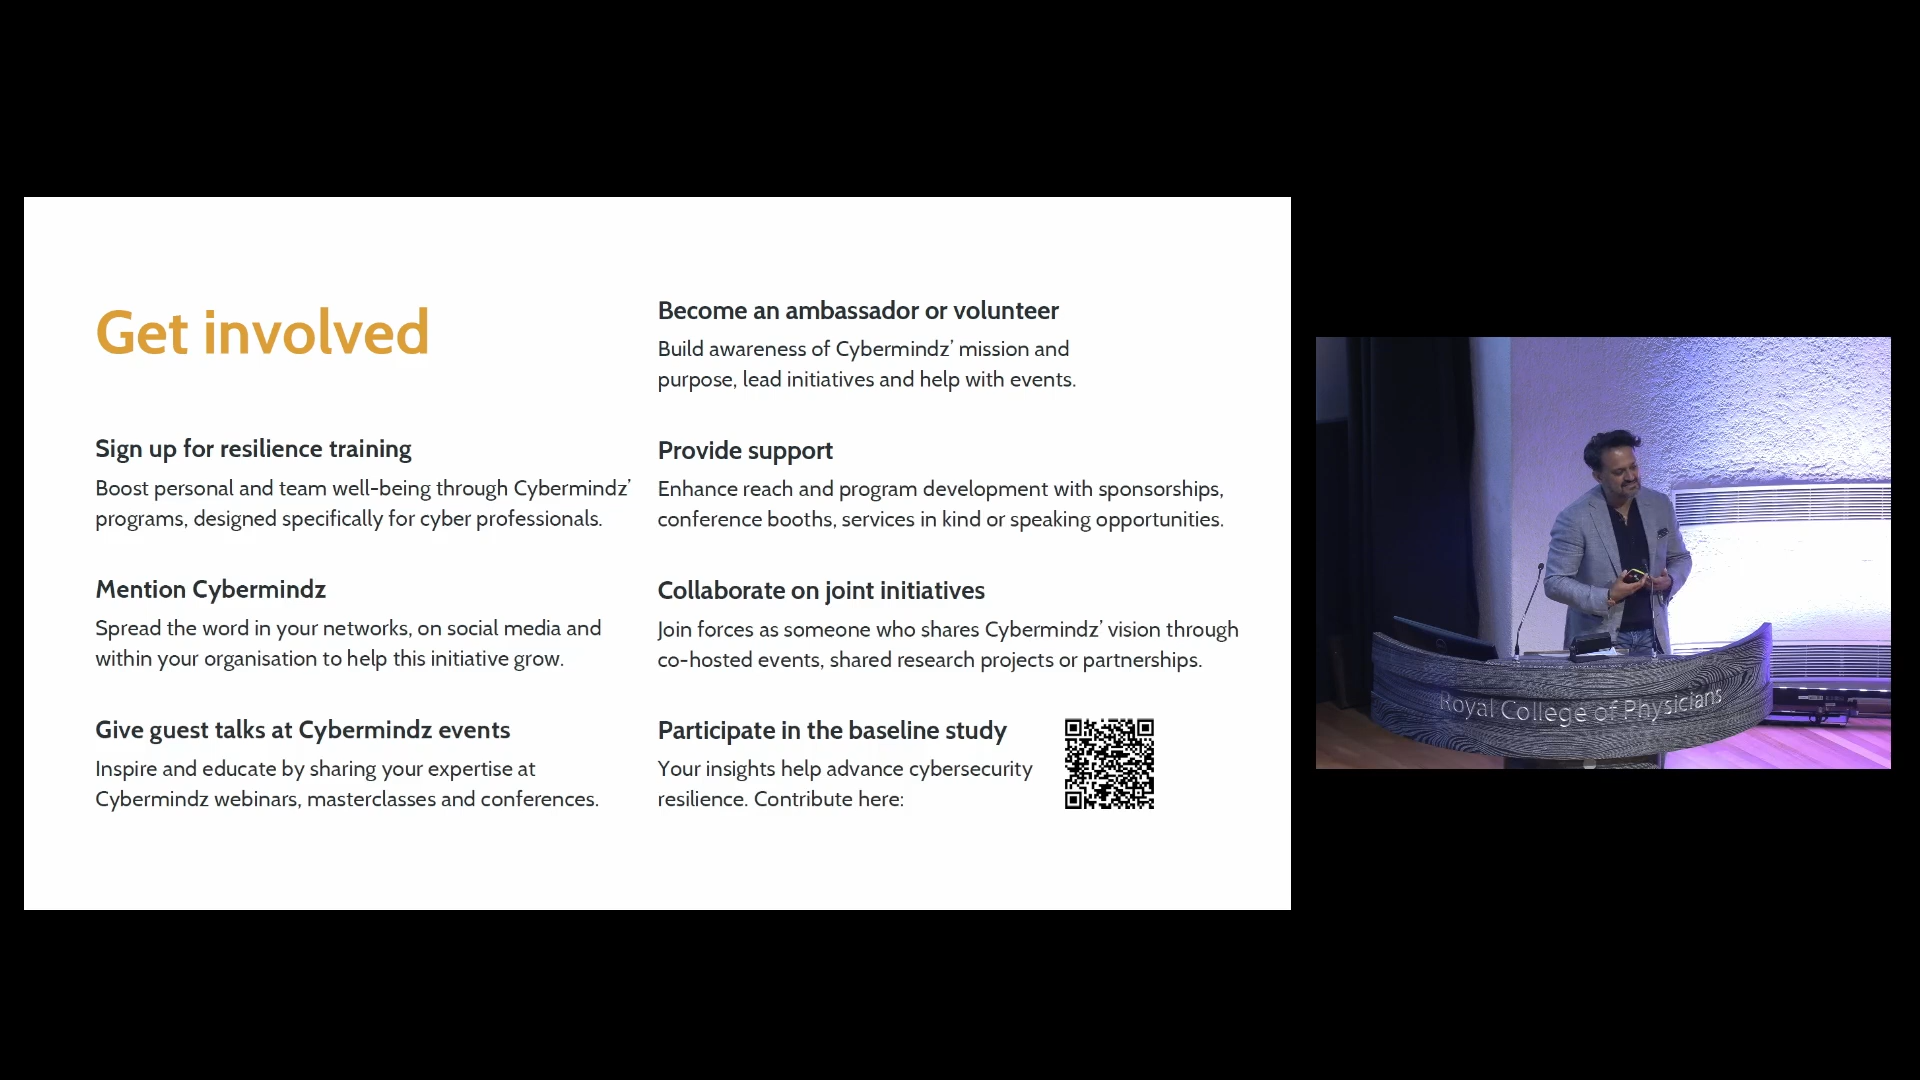 Get involved
Sign up for resilience training
Boost personal and team well-being through Cybermindz’
programs, designed specifically for cyber professionals.
Mention Cybermindz
Spread the word in your networks, on social media and
within your organisation to help this initiative grow.
Give guest talks at Cybermindz events
Inspire and educate by sharing your expertise at
Cybermindz webinars, masterclasses and conferences.
Become an ambassador or volunteer
Build awareness of Cybermindz’ mission and
purpose, lead initiatives and help with events.
Provide support
Enhance reach and program development with sponsorships,
conference booths, services in kind or speaking opportunities.
Collaborate on joint initiatives
Join forces as someone who shares Cybermindz’ vision through
co-hosted events, shared research projects or partnerships.
Participate in the baseline study
Your insights help advance cybersecurity
resilience. Contribute here:
Royal College of Physicians